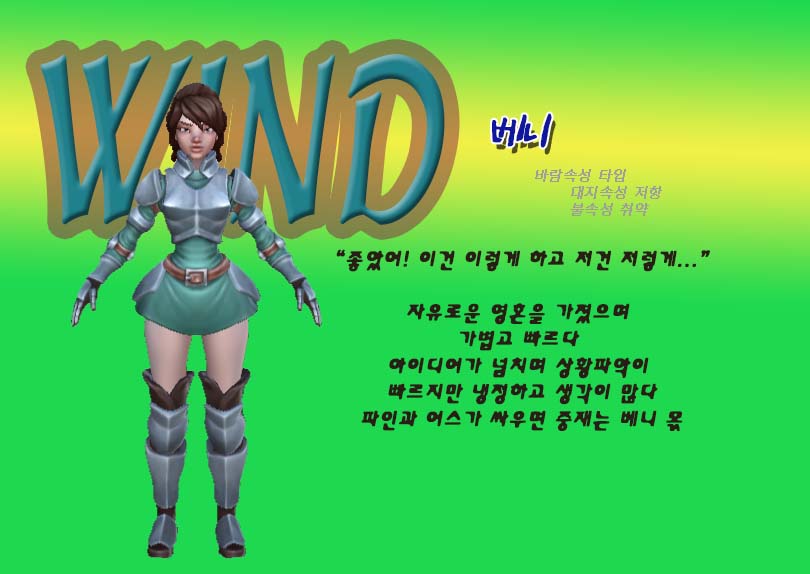 WIND
베니
바람속성 타입
대지속성 저항
불속성 취약
“좋았어! 이건 이렇게 하고 저건 저렇게...”
자유로운 영혼을 가졌으며
가볍고 빠르다
아이디어가 넘치며 상황파악이
빠르지만 냉정하고 생각이 많다
파인과 어스가 싸우면 중재는 베니 몫